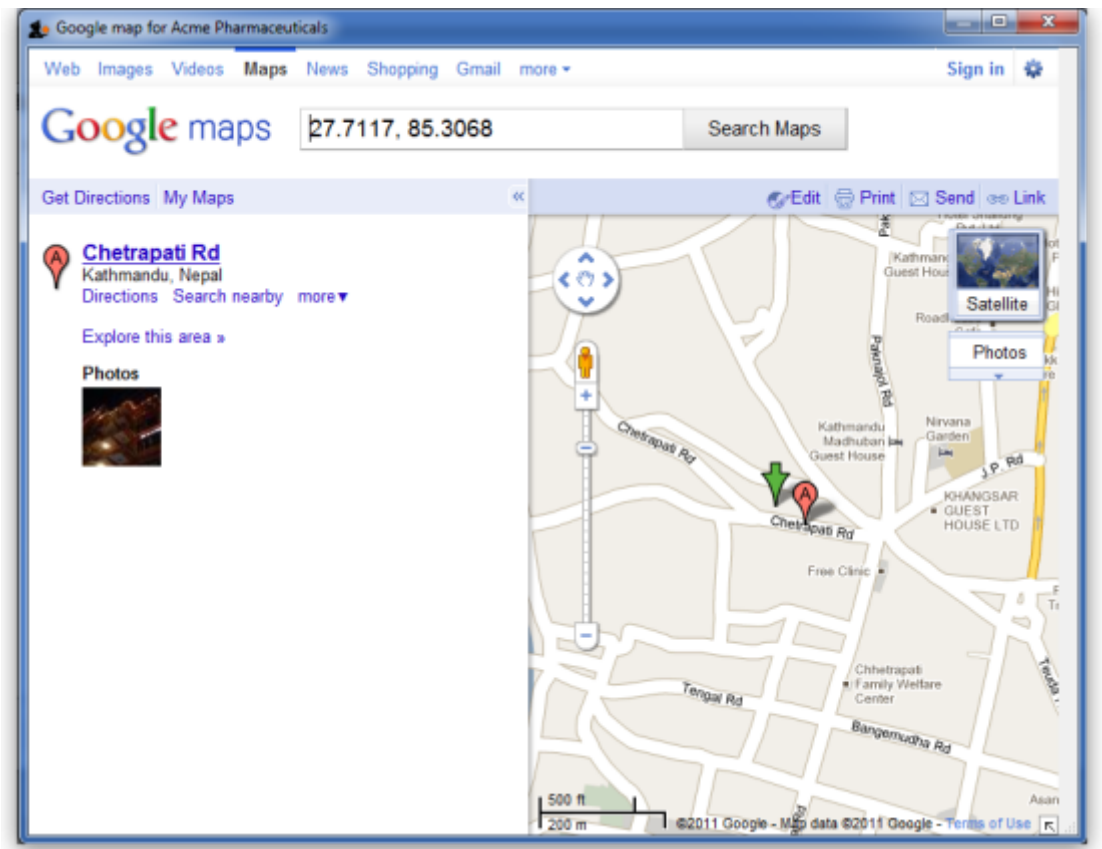 Google map for Acme Pharmaceuticals
Web Images Videos Maps News Shopping Gmail more
Sign in
Google maps
27.7117, 85.3068
Search Maps
Get Directions My Maps
«
Edit Print Send Link
A
Chetrapati Rd
Kathmandu, Nepal
Directions Search nearby more▼
Explore this area »
Photos
Satellite
Photos
Guest House
Paknajol Rd
Kathmandu
Madhuban
Guest House
Nirvana
Garden
J.P. Rd
Chetrapati Rd
KHANGSAR
GUEST
HOUSE LTD
A
Chetrapati Rd
Free Clinic
Chhetrapati
Family Welfare
Center
Tengal Rd
Bangemudha Rd
Asan
500 ft
200 m
©2011 Google - Map data ©2011 Google - Terms of Use